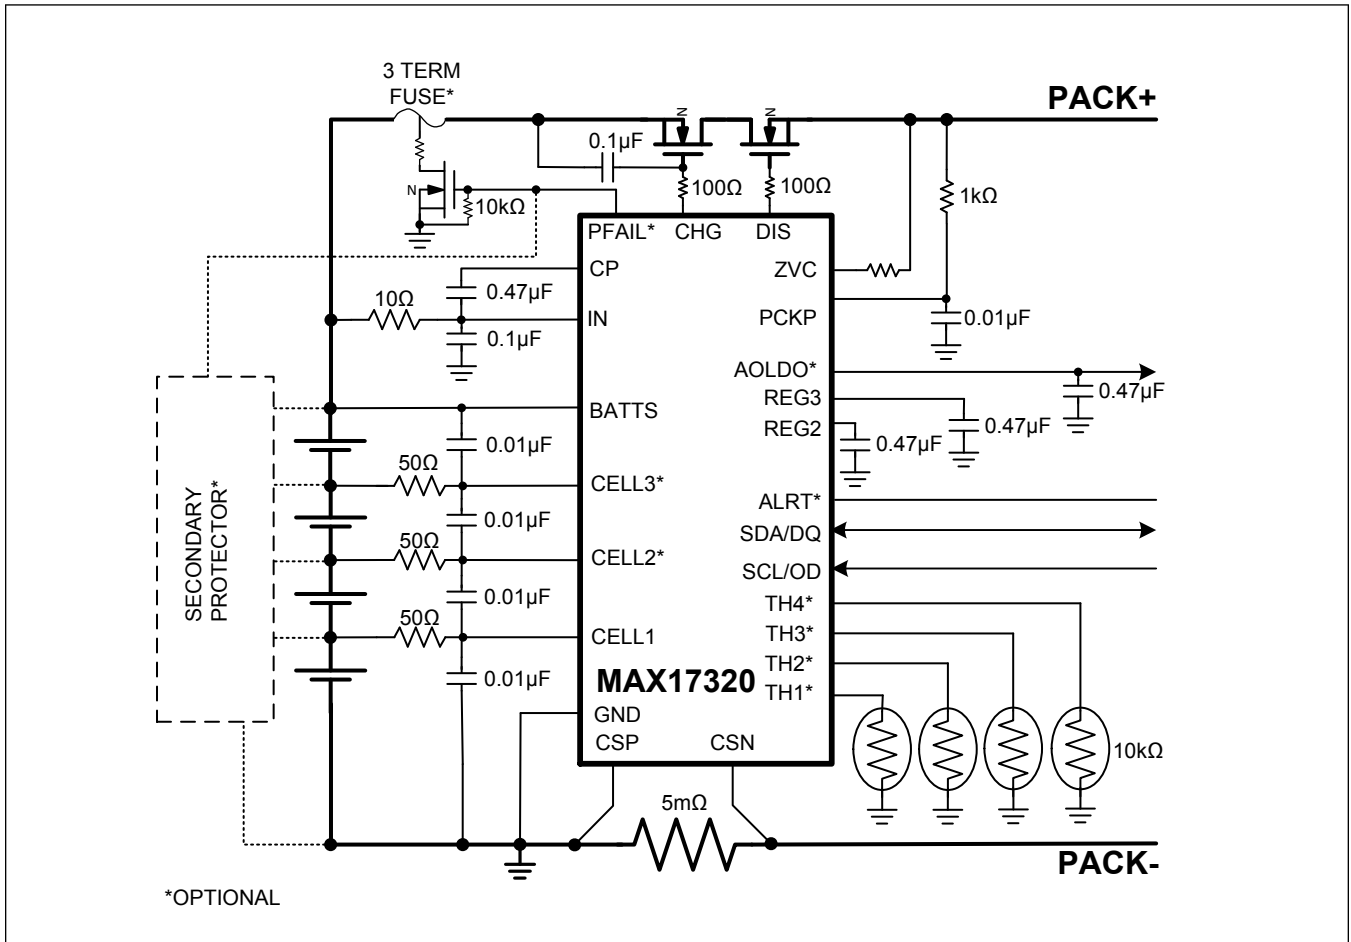 3 TERM
FUSE*
PACK+
N
N
0.1µF
100Ω
100Ω
1kΩ
N
10kΩ
PFAIL*
CHG
DIS
CP
ZVC
0.47µF
10Ω
IN
PCKP
0.01µF
0.1µF
AOLDO*
0.47µF
REG3
BATTS
0.47µF
REG2
0.01µF
0.47µF
50Ω
CELL3*
ALRT*
0.01µF
SDA/DQ
50Ω
CELL2*
SCL/OD
SECONDARY
PROTECTOR*
0.01µF
TH4*
50Ω
CELL1
TH3*
TH2*
0.01µF
MAX17320
TH1*
GND
CSP
CSN
10kΩ
5mΩ
PACK-
*OPTIONAL